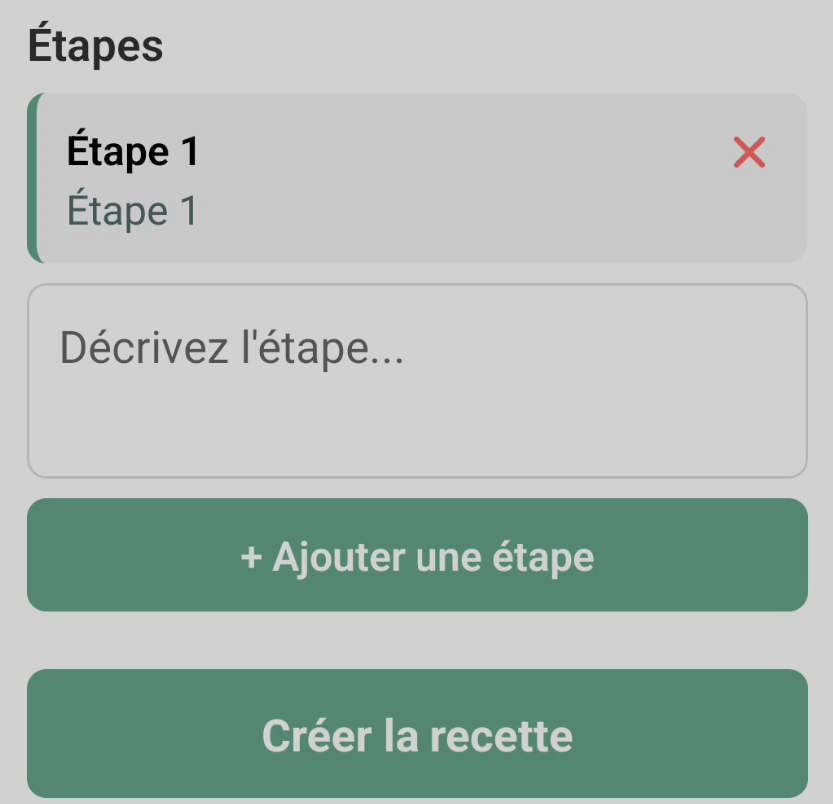 Étapes
Étape 1
Étape 1
Décrivez l'étape...
+ Ajouter une étape
Créer la recette